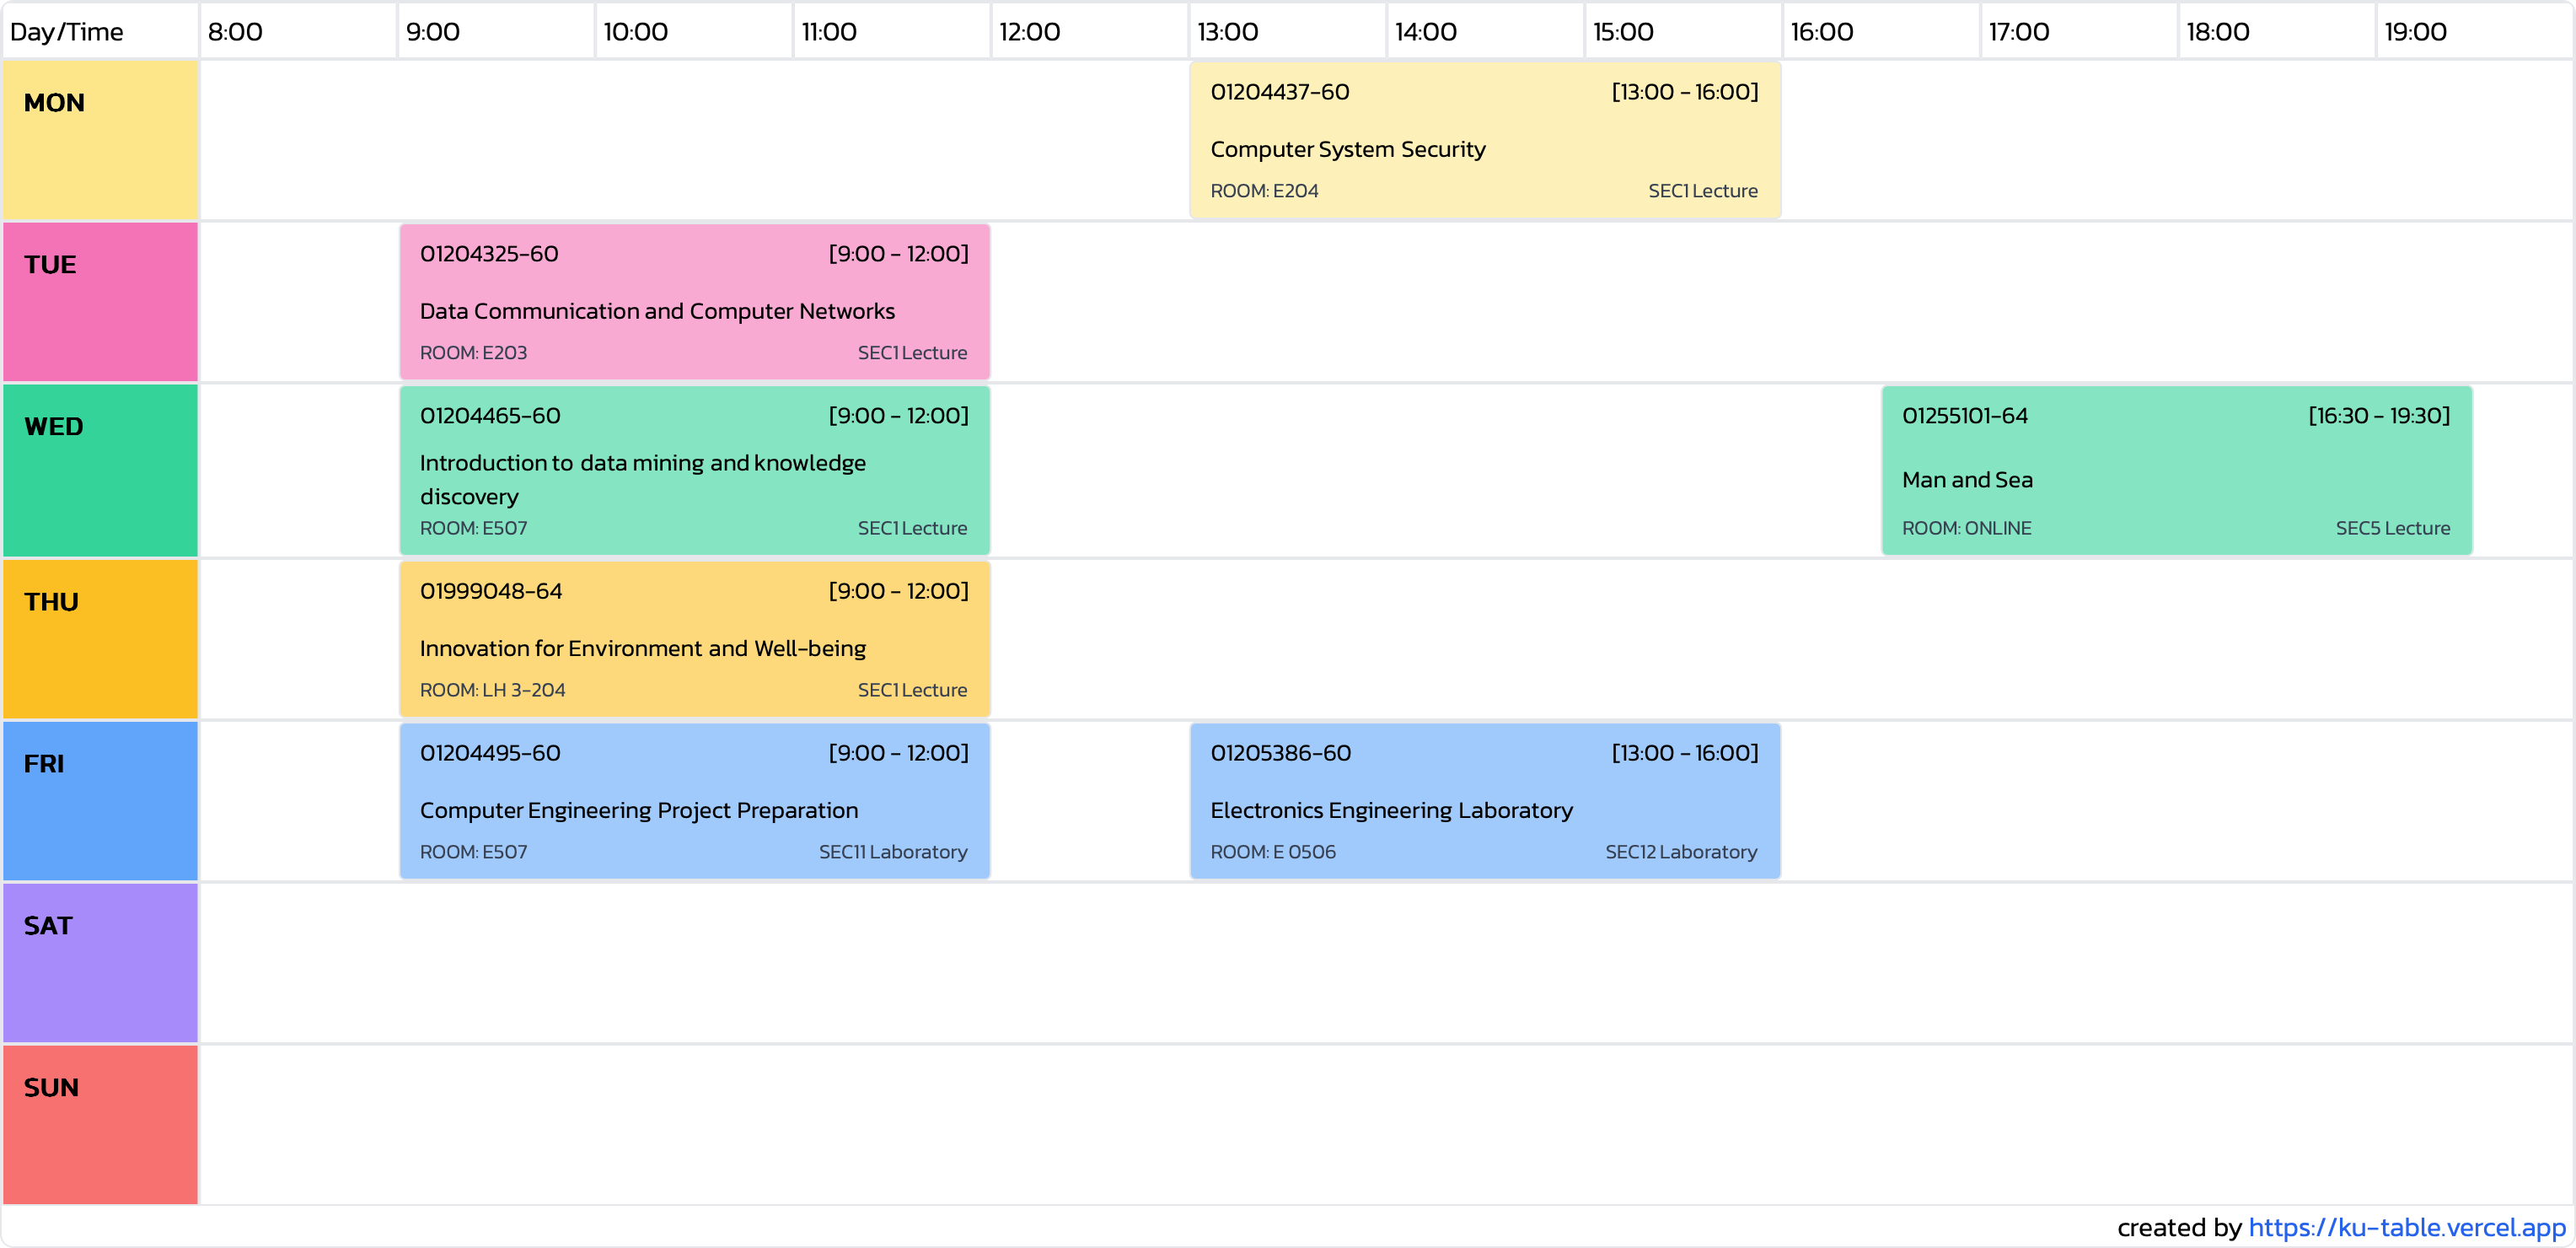 Day/Time 8:00 9:00 10:00 11:00 12:00 13:00 14:00 15:00 16:00 17:00 18:00 19:00
MON
01204437-60 [13:00 - 16:00]
Computer System Security
ROOM: E204 SEC1 Lecture
TUE
01204325-60 [9:00 - 12:00]
Data Communication and Computer Networks
ROOM: E203 SEC1 Lecture
WED
01204465-60 [9:00 - 12:00]
Introduction to data mining and knowledge
discovery
ROOM: E507 SEC1 Lecture
01255101-64 [16:30 - 19:30]
Man and Sea
ROOM: ONLINE SEC5 Lecture
THU
01999048-64 [9:00 - 12:00]
Innovation for Environment and Well-being
ROOM: LH 3-204 SEC1 Lecture
FRI
01204495-60 [9:00 - 12:00]
Computer Engineering Project Preparation
ROOM: E507 SEC11 Laboratory
01205386-60 [13:00 - 16:00]
Electronics Engineering Laboratory
ROOM: E 0506 SEC12 Laboratory
SAT
SUN
created by https://ku-table.vercel.app